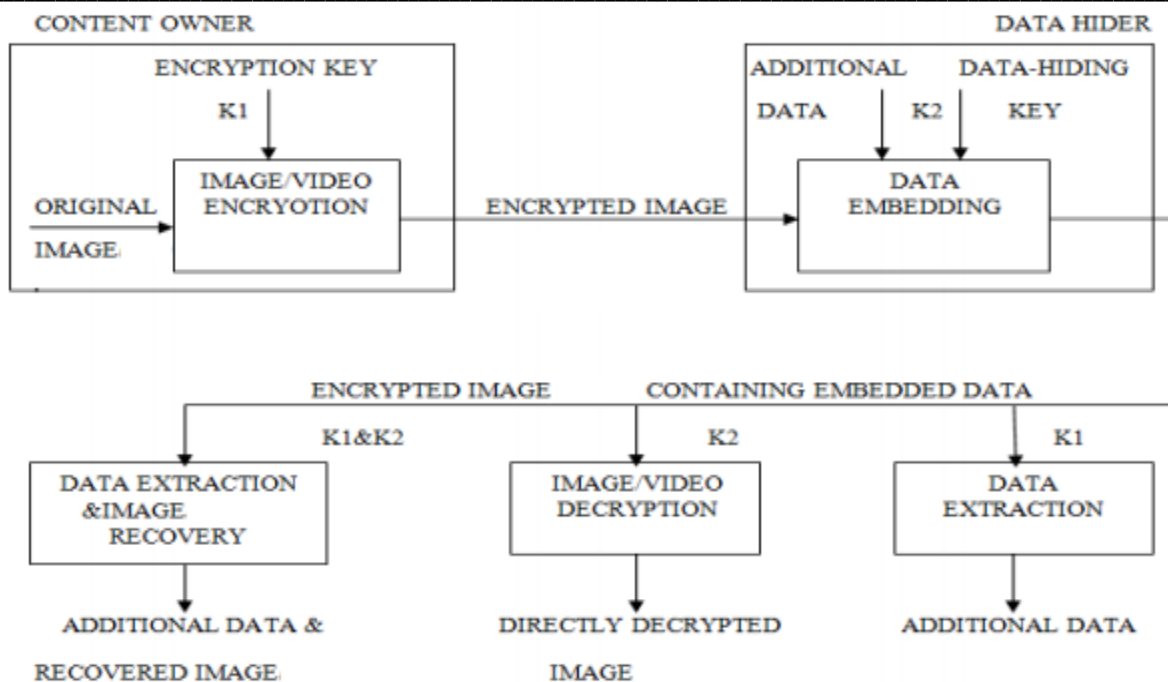 CONTENT OWNER
DATA HIDER
ENCRYPTION KEY
K1
ORIGINAL
IMAGE
IMAGE/VIDEO
ENCRYOTION
ENCRYPTED IMAGE
ADDITIONAL
DATA
K2
DATA-HIDING
KEY
DATA
EMBEDDING
ENCRYPTED IMAGE CONTAINING EMBEDDED DATA
K1&K2
DATA EXTRACTION
&IMAGE
RECOVERY
ADDITIONAL DATA &
RECOVERED IMAGE
K2
IMAGE/VIDEO
DECRYPTION
DIRECTLY DECRYPTED
IMAGE
K1
DATA
EXTRACTION
ADDITIONAL DATA